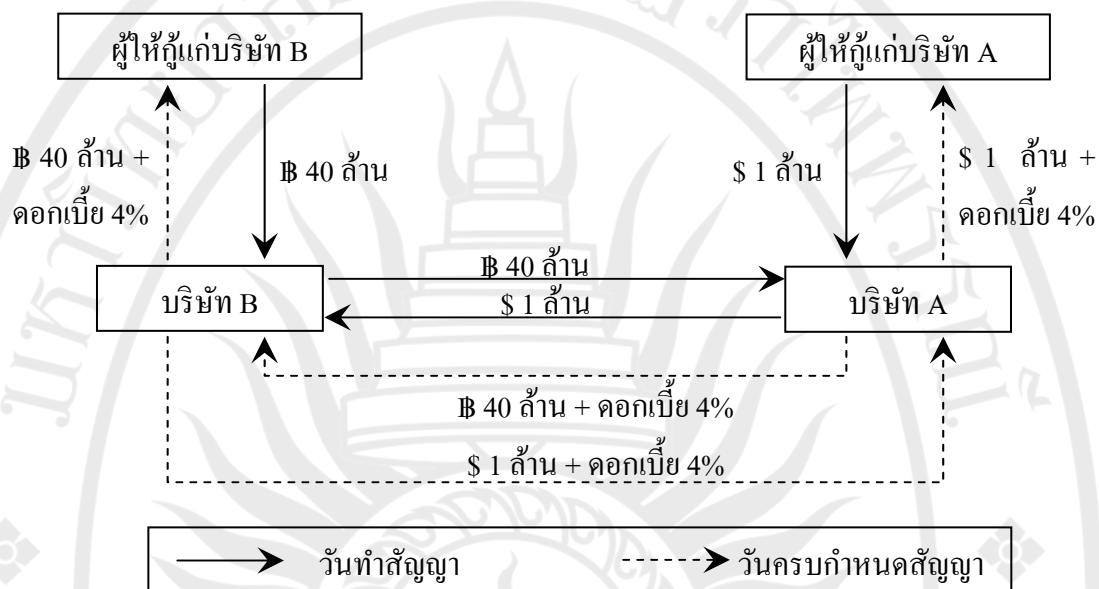 ผู้ให้กู้แก่บริษัท B
ผู้ให้กู้แก่บริษัท A
฿ 40 ล้าน +
ดอกเบี้ย 4%
฿ 40 ล้าน
$ 1 ล้าน
$ 1 ล้าน +
ดอกเบี้ย 4%
บริษัท B
฿ 40 ล้าน
$ 1 ล้าน
บริษัท A
฿ 40 ล้าน + ดอกเบี้ย 4%
$ 1 ล้าน + ดอกเบี้ย 4%
วันทำสัญญา
วันครบกำหนดสัญญา